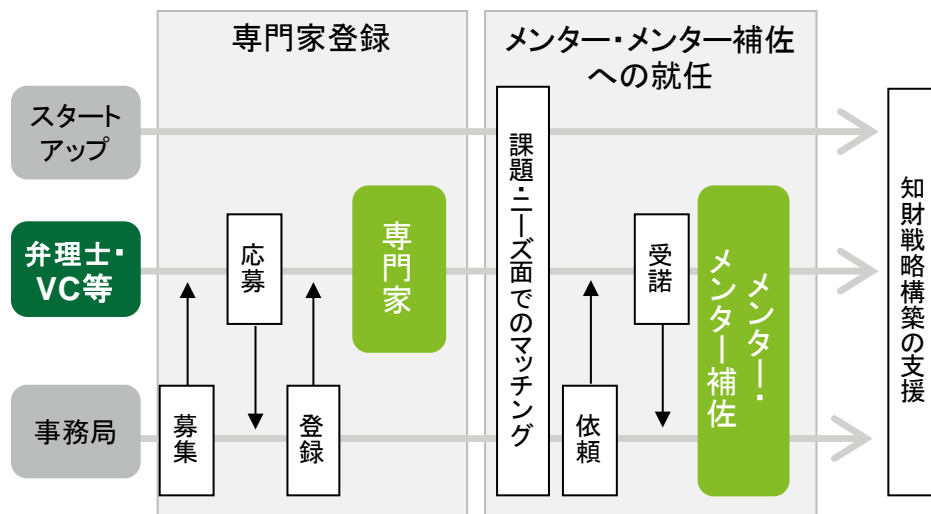 専門家登録
メンター・メンター補佐
への就任
スタート
アップ
弁理士・
VC等
事務局
募集
応募
登録
専門家
課題・ニーズ面でのマッチング
依頼
受諾
メンター・
メンター補佐
知財戦略構築の支援